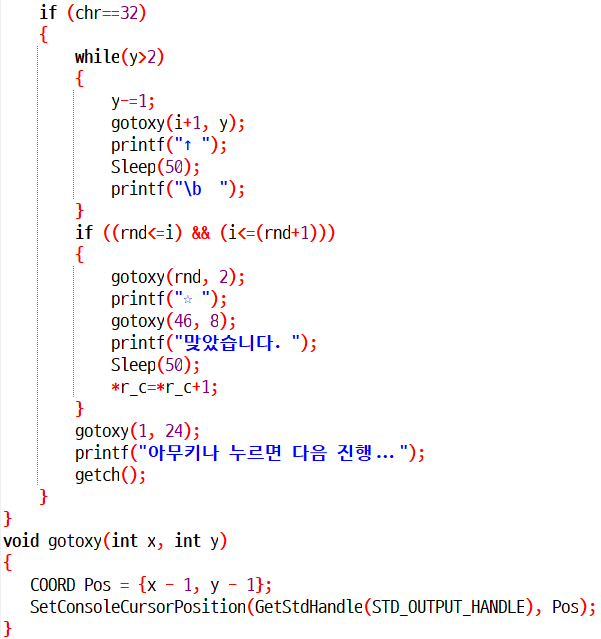 if (chr==32)
{
while(y>2)
{
y-=1;
gotoxy(i+1, y);
printf("↑ ");
Sleep(50);
printf("\b  ");
}
if ((rnd<=i) && (i<=(rnd+1)))
{
gotoxy(rnd, 2);
printf("☆ ");
gotoxy(46, 8);
printf("맞았습니다. ");
Sleep(50);
*r_c=*r_c+1;
}
gotoxy(1, 24);
printf("아무키나 누르면 다음 진행...");
getch();
}
}
void gotoxy(int x, int y)
{
COORD Pos = {x - 1, y - 1};
SetConsoleCursorPosition(GetStdHandle(STD_OUTPUT_HANDLE), Pos);
}